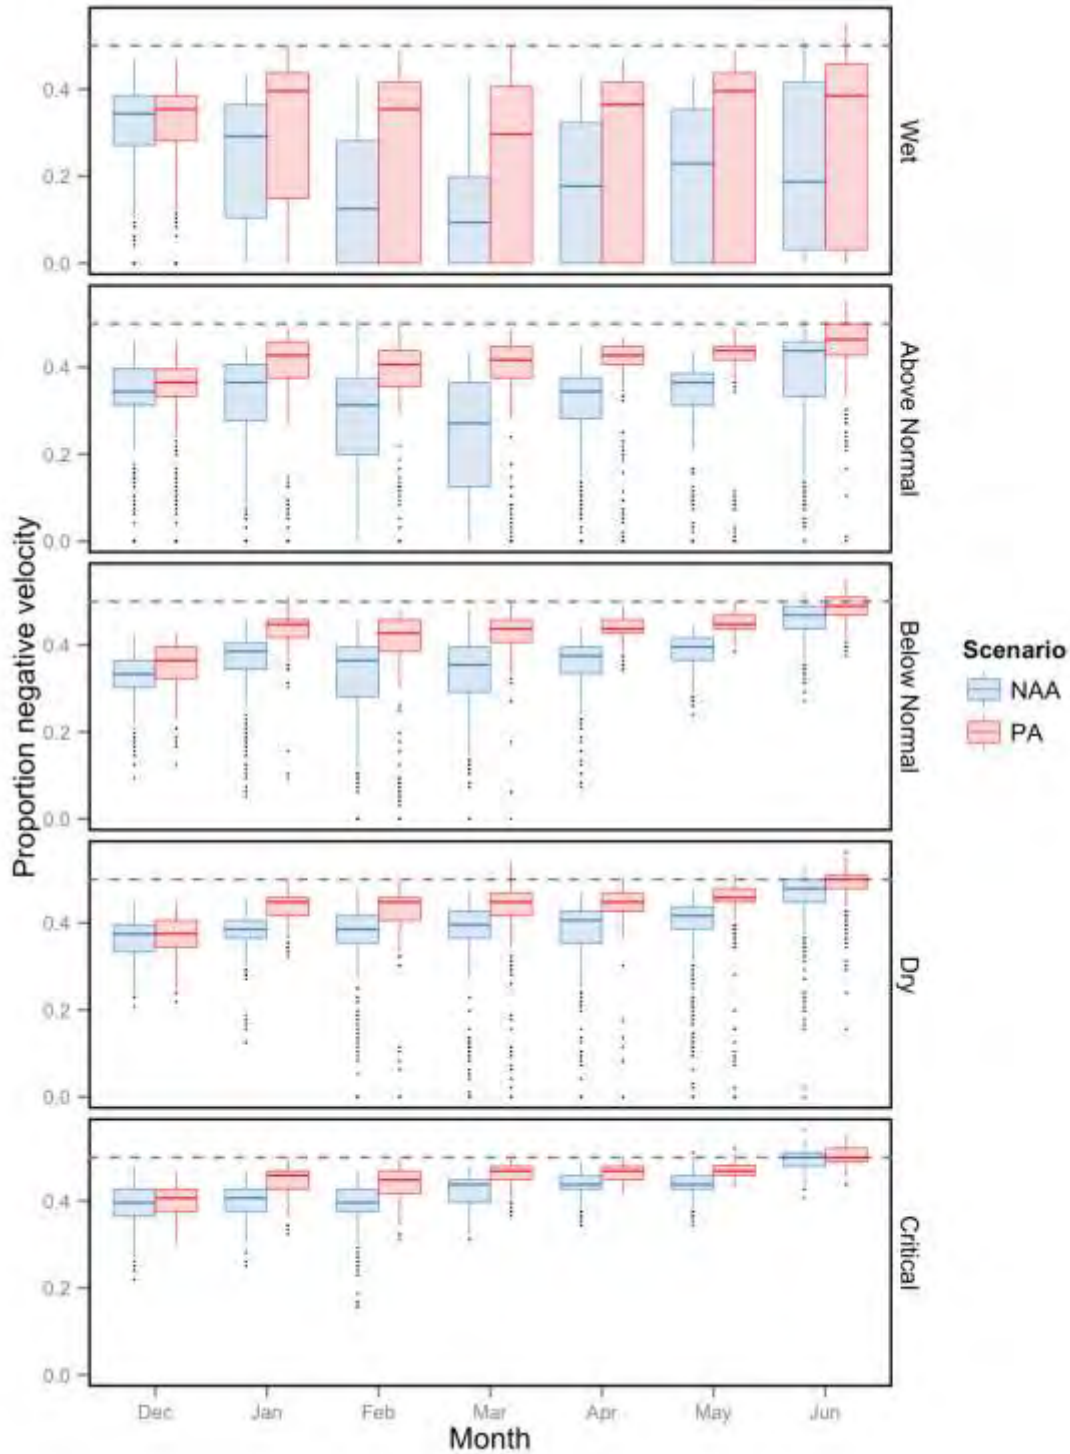 0.4
0.2
0.0
Wet
0.4
0.2
0.0
Above Normal
0.4
0.2
0.0
Below Normal
0.4
0.2
0.0
Dry
0.4
0.2
0.0
Critical
Proportion negative velocity
Scenario
NAA
PA
Dec Jan Feb Mar Apr May Jun
Month